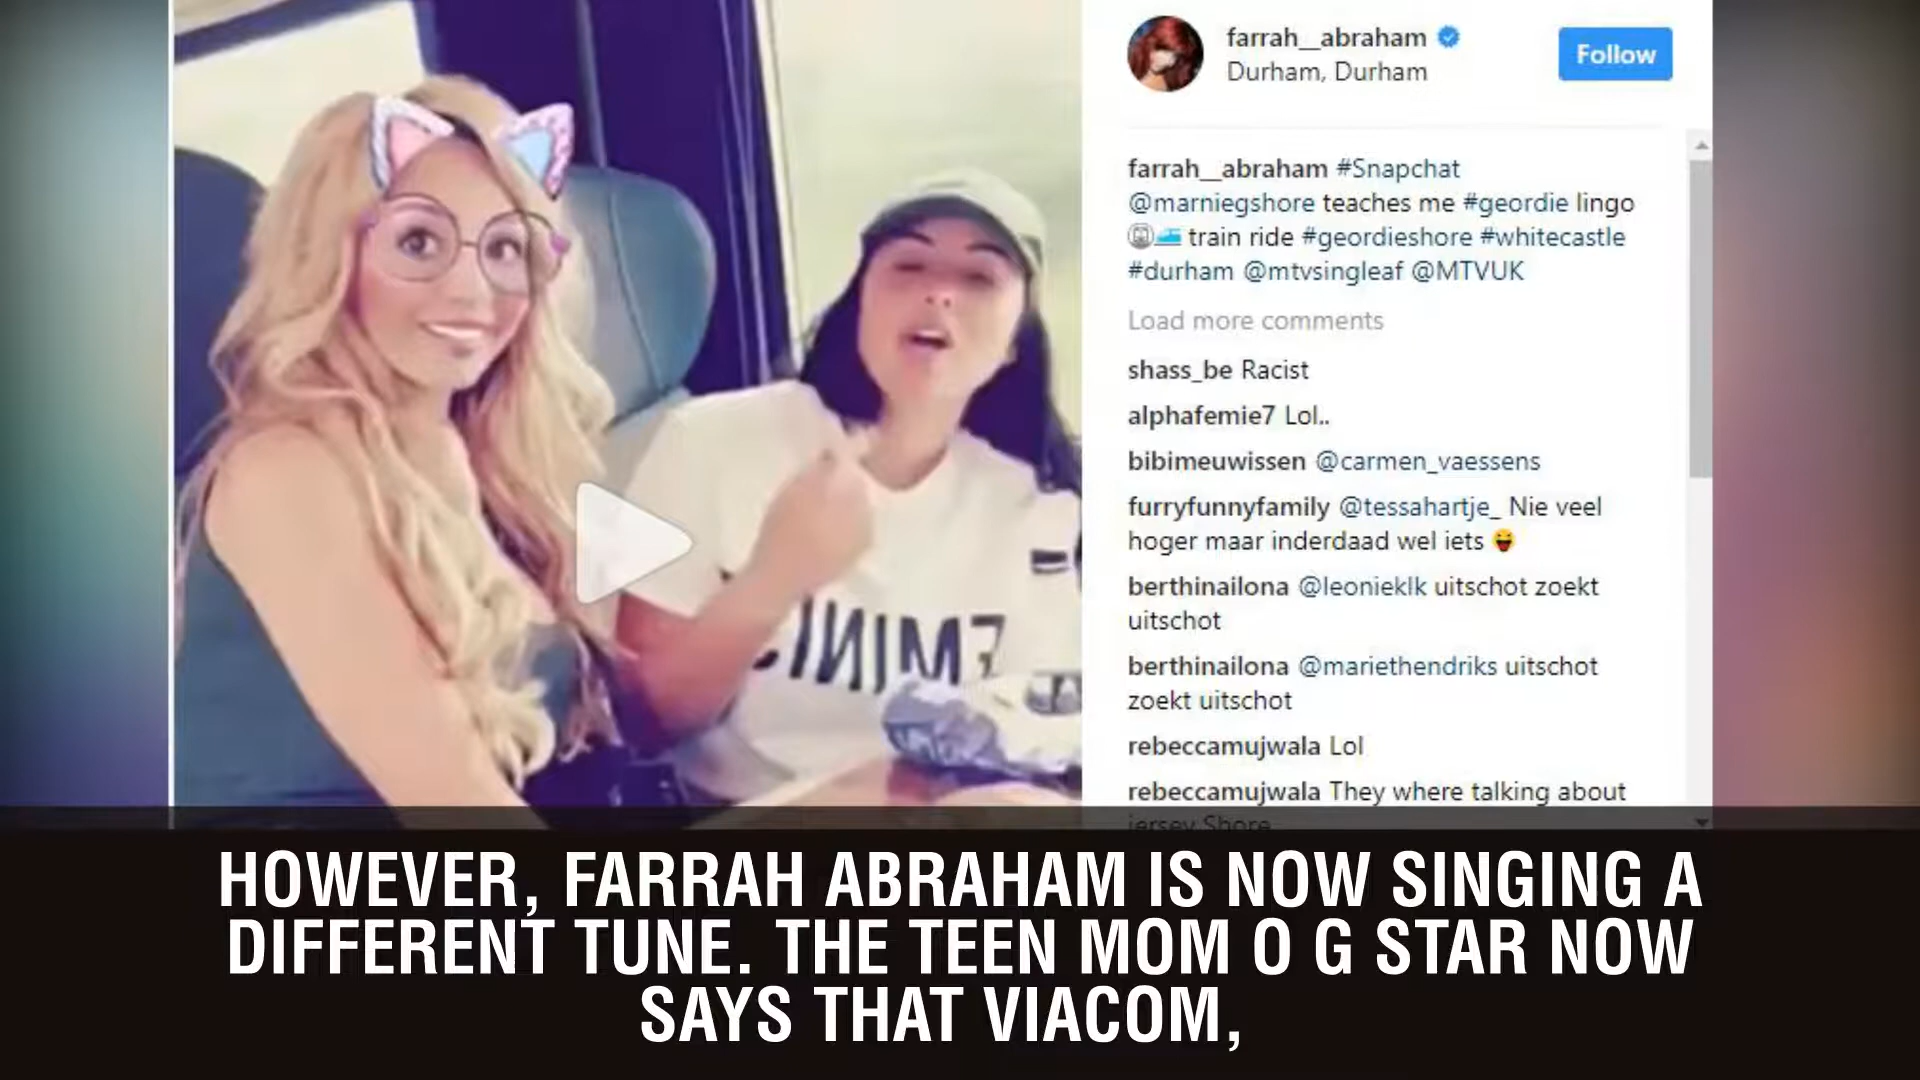 farrah__abraham
Durham, Durham
Follow
farrah__abraham #Snapchat
@marniegshore teaches me #geordie lingo
train ride #geordieshore #whitecastle
#durham @mtvsingleaf @MTVUK
Load more comments
shass_be Racist
alphafemie7 Lol..
bibimeuwissen @carmen_vaessens
furryfunnyfamily @tessahartje_ Nie veel
hoger maar inderdaad wel iets 😝
berthinailona @leonieklk uitschot zoekt
uitschot
berthinailona @mariethendriks uitschot
zoekt uitschot
rebeccamujwala Lol
rebeccamujwala They where talking about
jersey Shore
HOWEVER, FARRAH ABRAHAM IS NOW SINGING A
DIFFERENT TUNE. THE TEEN MOM O G STAR NOW
SAYS THAT VIACOM,